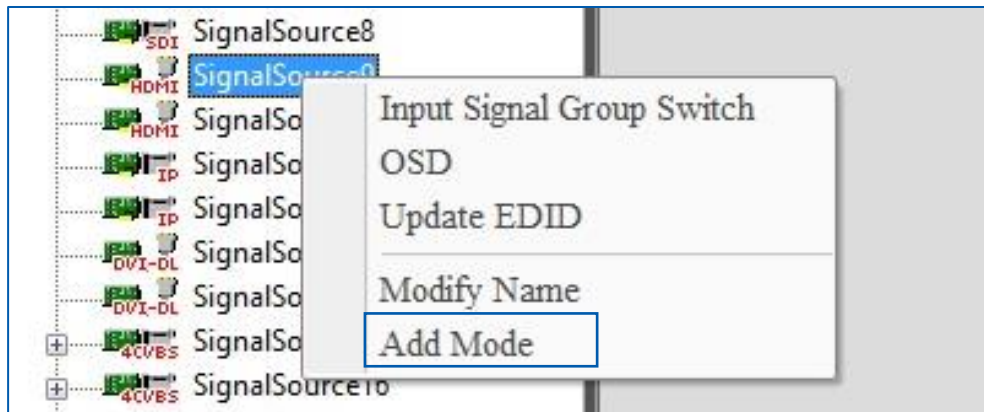 SDI SignalSource8
HDMI SignalSource9
HDMI SignalSo
Input Signal Group Switch
OSD
IP SignalSo
Update EDID
IP SignalSo
DVI-DL SignalSo
Modify Name
DVI-DL SignalSo
Add Mode
4CVBS SignalSo
4CVBS SignalSource16